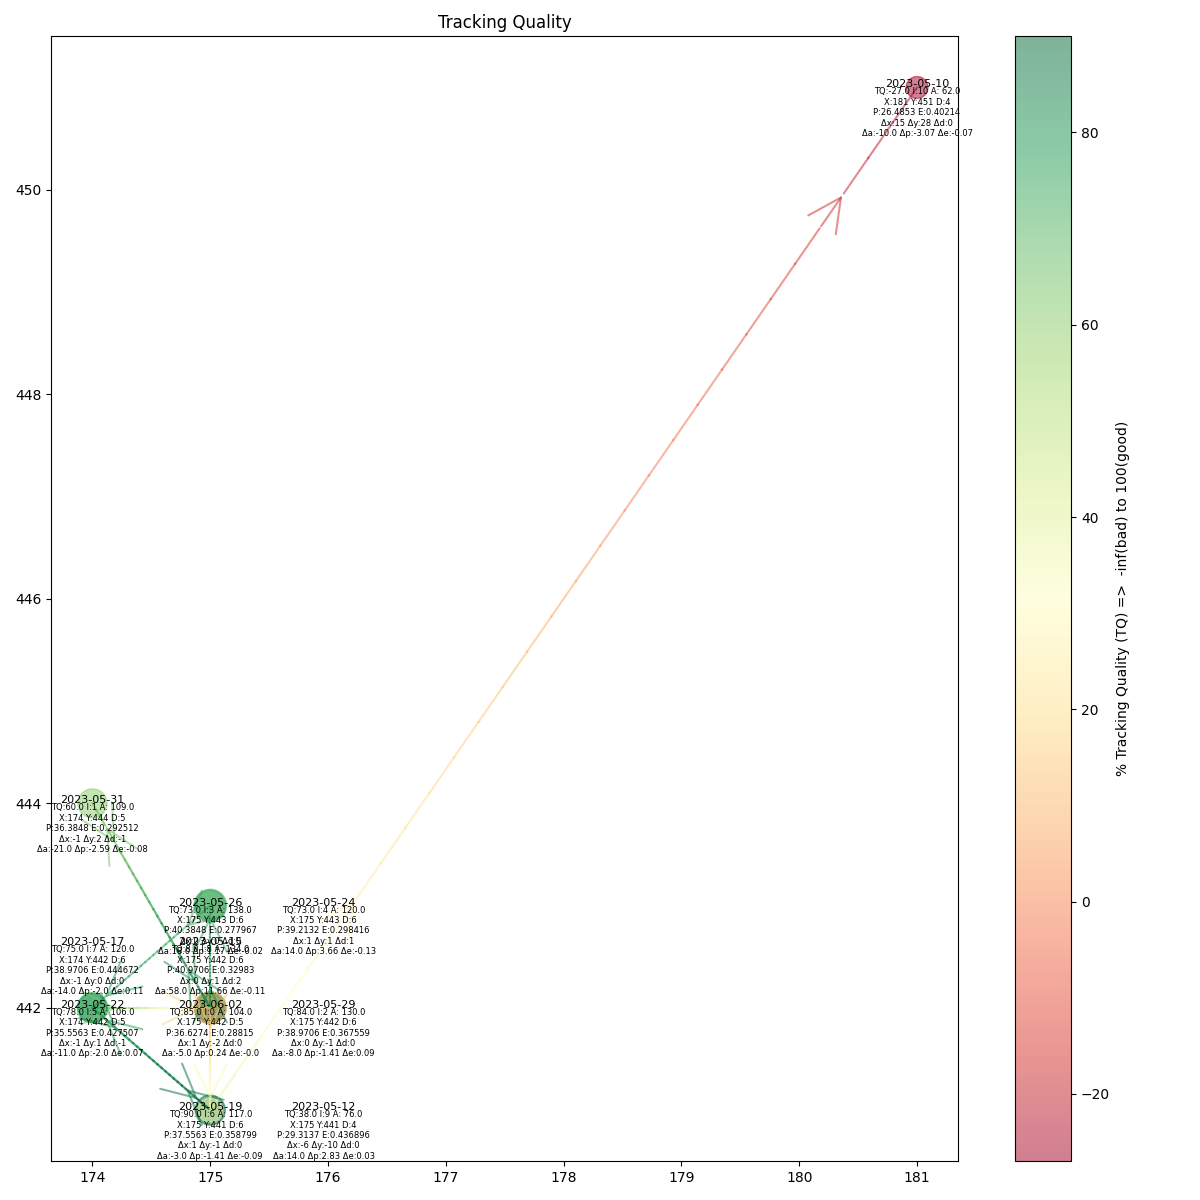 Tracking Quality
2023-05-10
TQ:-27.0 I:10 A: 62.0
X:181 Y:451 D:4
P:26.4853 E:0.40214
Δx:15 Δy:28 Δd:0
Δa:-10.0 Δp:-3.07 Δe:-0.07
450
448
446
444
442
2023-05-31
TQ:60.0 I:1 A: 109.0
X:174 Y:444 D:5
P:36.3848 E:0.292512
Δx:-1 Δy:2 Δd:-1
Δa:-21.0 Δp:-2.59 Δe:-0.08
2023-05-26
TQ:73.0 I:3 A: 138.0
X:175 Y:443 D:6
P:40.3848 E:0.277967
2023-05-24
TQ:73.0 I:4 A: 120.0
X:175 Y:443 D:6
P:39.2132 E:0.298416
Δx:1 Δy:1 Δd:1
Δa:14.0 Δp:3.66 Δe:-0.13
2023-05-17
TQ:75.0 I:7 A: 120.0
X:174 Y:442 D:6
P:38.9706 E:0.444672
Δx:-1 Δy:0 Δd:0
Δa:-14.0 Δp:-2.0 Δe:0.11
2023-05-15
X:175 Y:442 D:6
P:40.9706 E:0.32983
Δx:0 Δy:1 Δd:2
Δa:58.0 Δp:11.66 Δe:-0.11
2023-05-22
TQ:78.0 I:5 A: 106.0
X:174 Y:442 D:5
P:35.5563 E:0.427507
Δx:-1 Δy:1 Δd:-1
Δa:-11.0 Δp:-2.0 Δe:0.07
2023-06-02
TQ:85.0 I:0 A: 104.0
X:175 Y:442 D:5
P:36.6274 E:0.28815
Δx:1 Δy:-2 Δd:0
Δa:-5.0 Δp:0.24 Δe:-0.0
2023-05-29
TQ:84.0 I:2 A: 130.0
X:175 Y:442 D:6
P:38.9706 E:0.367559
Δx:0 Δy:-1 Δd:0
Δa:-8.0 Δp:-1.41 Δe:0.09
2023-05-19
TQ:90.0 I:6 A: 117.0
X:175 Y:441 D:6
P:37.5563 E:0.358799
Δx:1 Δy:-1 Δd:0
Δa:-3.0 Δp:-1.41 Δe:-0.09
2023-05-12
TQ:38.0 I:9 A: 76.0
X:175 Y:441 D:4
P:29.3137 E:0.436896
Δx:-6 Δy:-10 Δd:0
Δa:14.0 Δp:2.83 Δe:0.03
174 175 176 177 178 179 180 181
80
60
40
20
0
−20
% Tracking Quality (TQ) => -inf(bad) to 100(good)